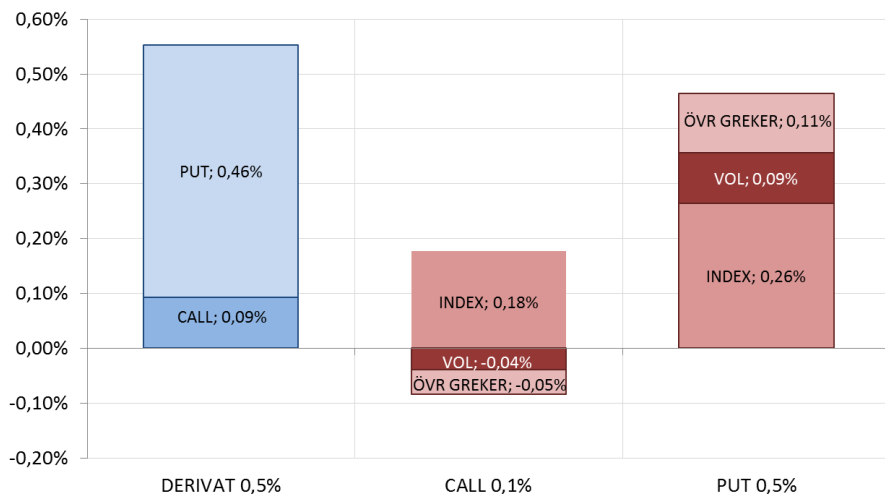 0,60%
0,50%
0,40%
0,30%
0,20%
0,10%
0,00%
-0,10%
-0,20%
PUT; 0,46%
CALL; 0,09%
INDEX; 0,18%
VOL; -0,04%
ÖVR GREKER; -0,05%
ÖVR GREKER; 0,11%
VOL; 0,09%
INDEX; 0,26%
DERIVAT 0,5%
CALL 0,1%
PUT 0,5%